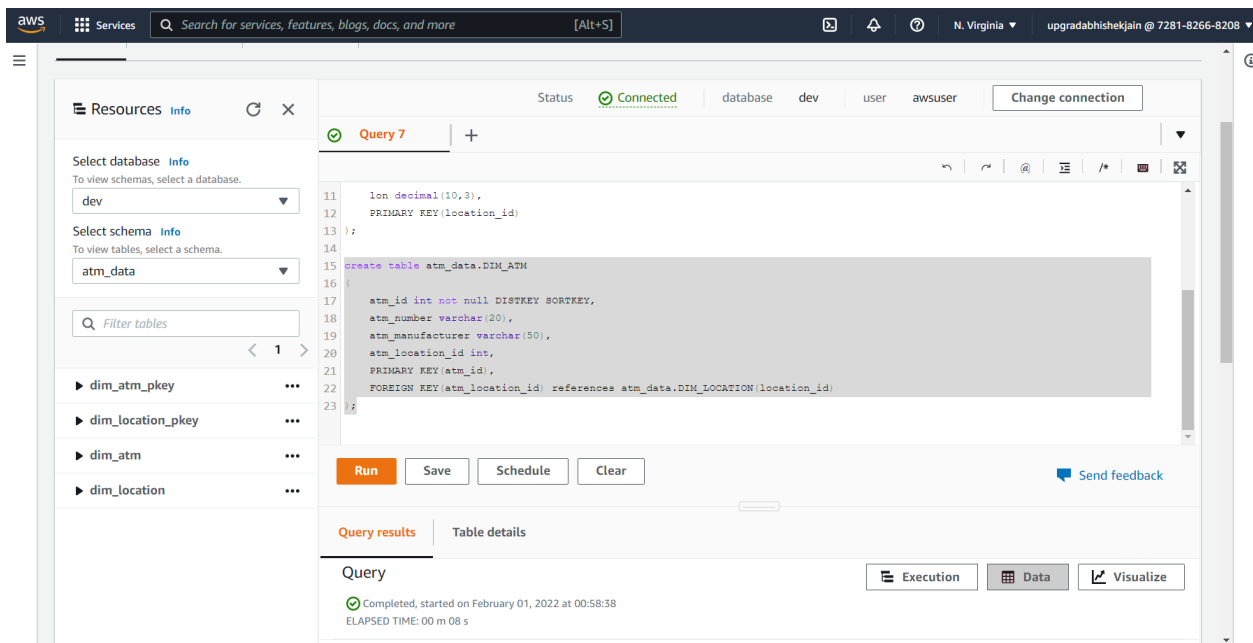 aws Services Search for services, features, blogs, docs, and more [Alt+S] N. Virginia ▼ upgradabhishekjain @ 7281-8266-8208 ▼
Resources Info
Select database Info
To view schemas, select a database.
dev
Select schema Info
To view tables, select a schema.
atm_data
Filter tables
1
dim_atm_pkey
dim_location_pkey
dim_atm
dim_location
Status Connected database dev user awsuser Change connection
Query 7
@ /*
11 lon decimal(10,3),
12 PRIMARY KEY(location_id)
13 );
14
15 create table atm_data.DIM_ATM
16 (
17 atm_id int not null DISTKEY SORTKEY,
18 atm_number varchar(20),
19 atm_manufacturer varchar(50),
20 atm_location_id int,
21 PRIMARY KEY(atm_id),
22 FOREIGN KEY(atm_location_id) references atm_data.DIM_LOCATION(location_id)
23 );
Run Save Schedule Clear Send feedback
Query results Table details
Query Execution Data Visualize
Completed, started on February 01, 2022 at 00:58:38
ELAPSED TIME: 00 m 08 s